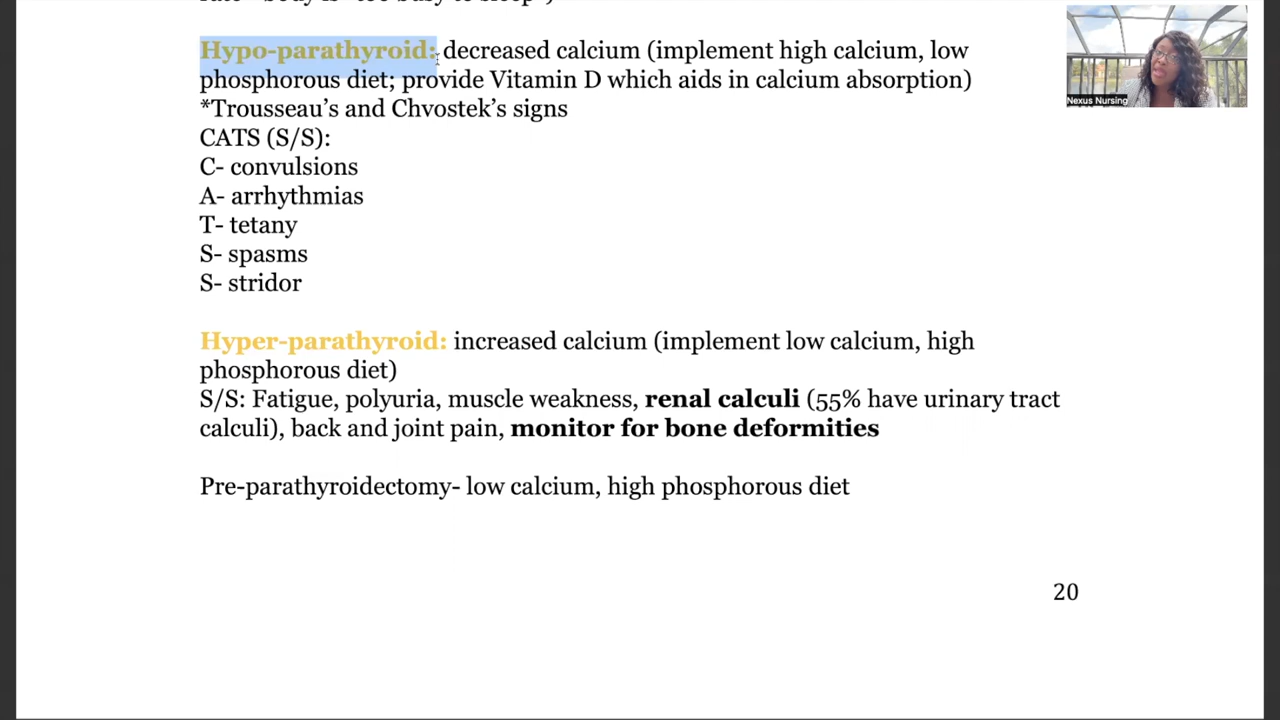 Hypo-parathyroid: decreased calcium (implement high calcium, low
phosphorous diet; provide Vitamin D which aids in calcium absorption)
*Trousseau's and Chvostek's signs
CATS (S/S):
C- convulsions
A- arrhythmias
T- tetany
S- spasms
S- stridor
Hyper-parathyroid: increased calcium (implement low calcium, high
phosphorous diet)
S/S: Fatigue, polyuria, muscle weakness, renal calculi (55% have urinary tract
calculi), back and joint pain, monitor for bone deformities
Pre-parathyroidectomy- low calcium, high phosphorous diet
20
Nexus Nursing